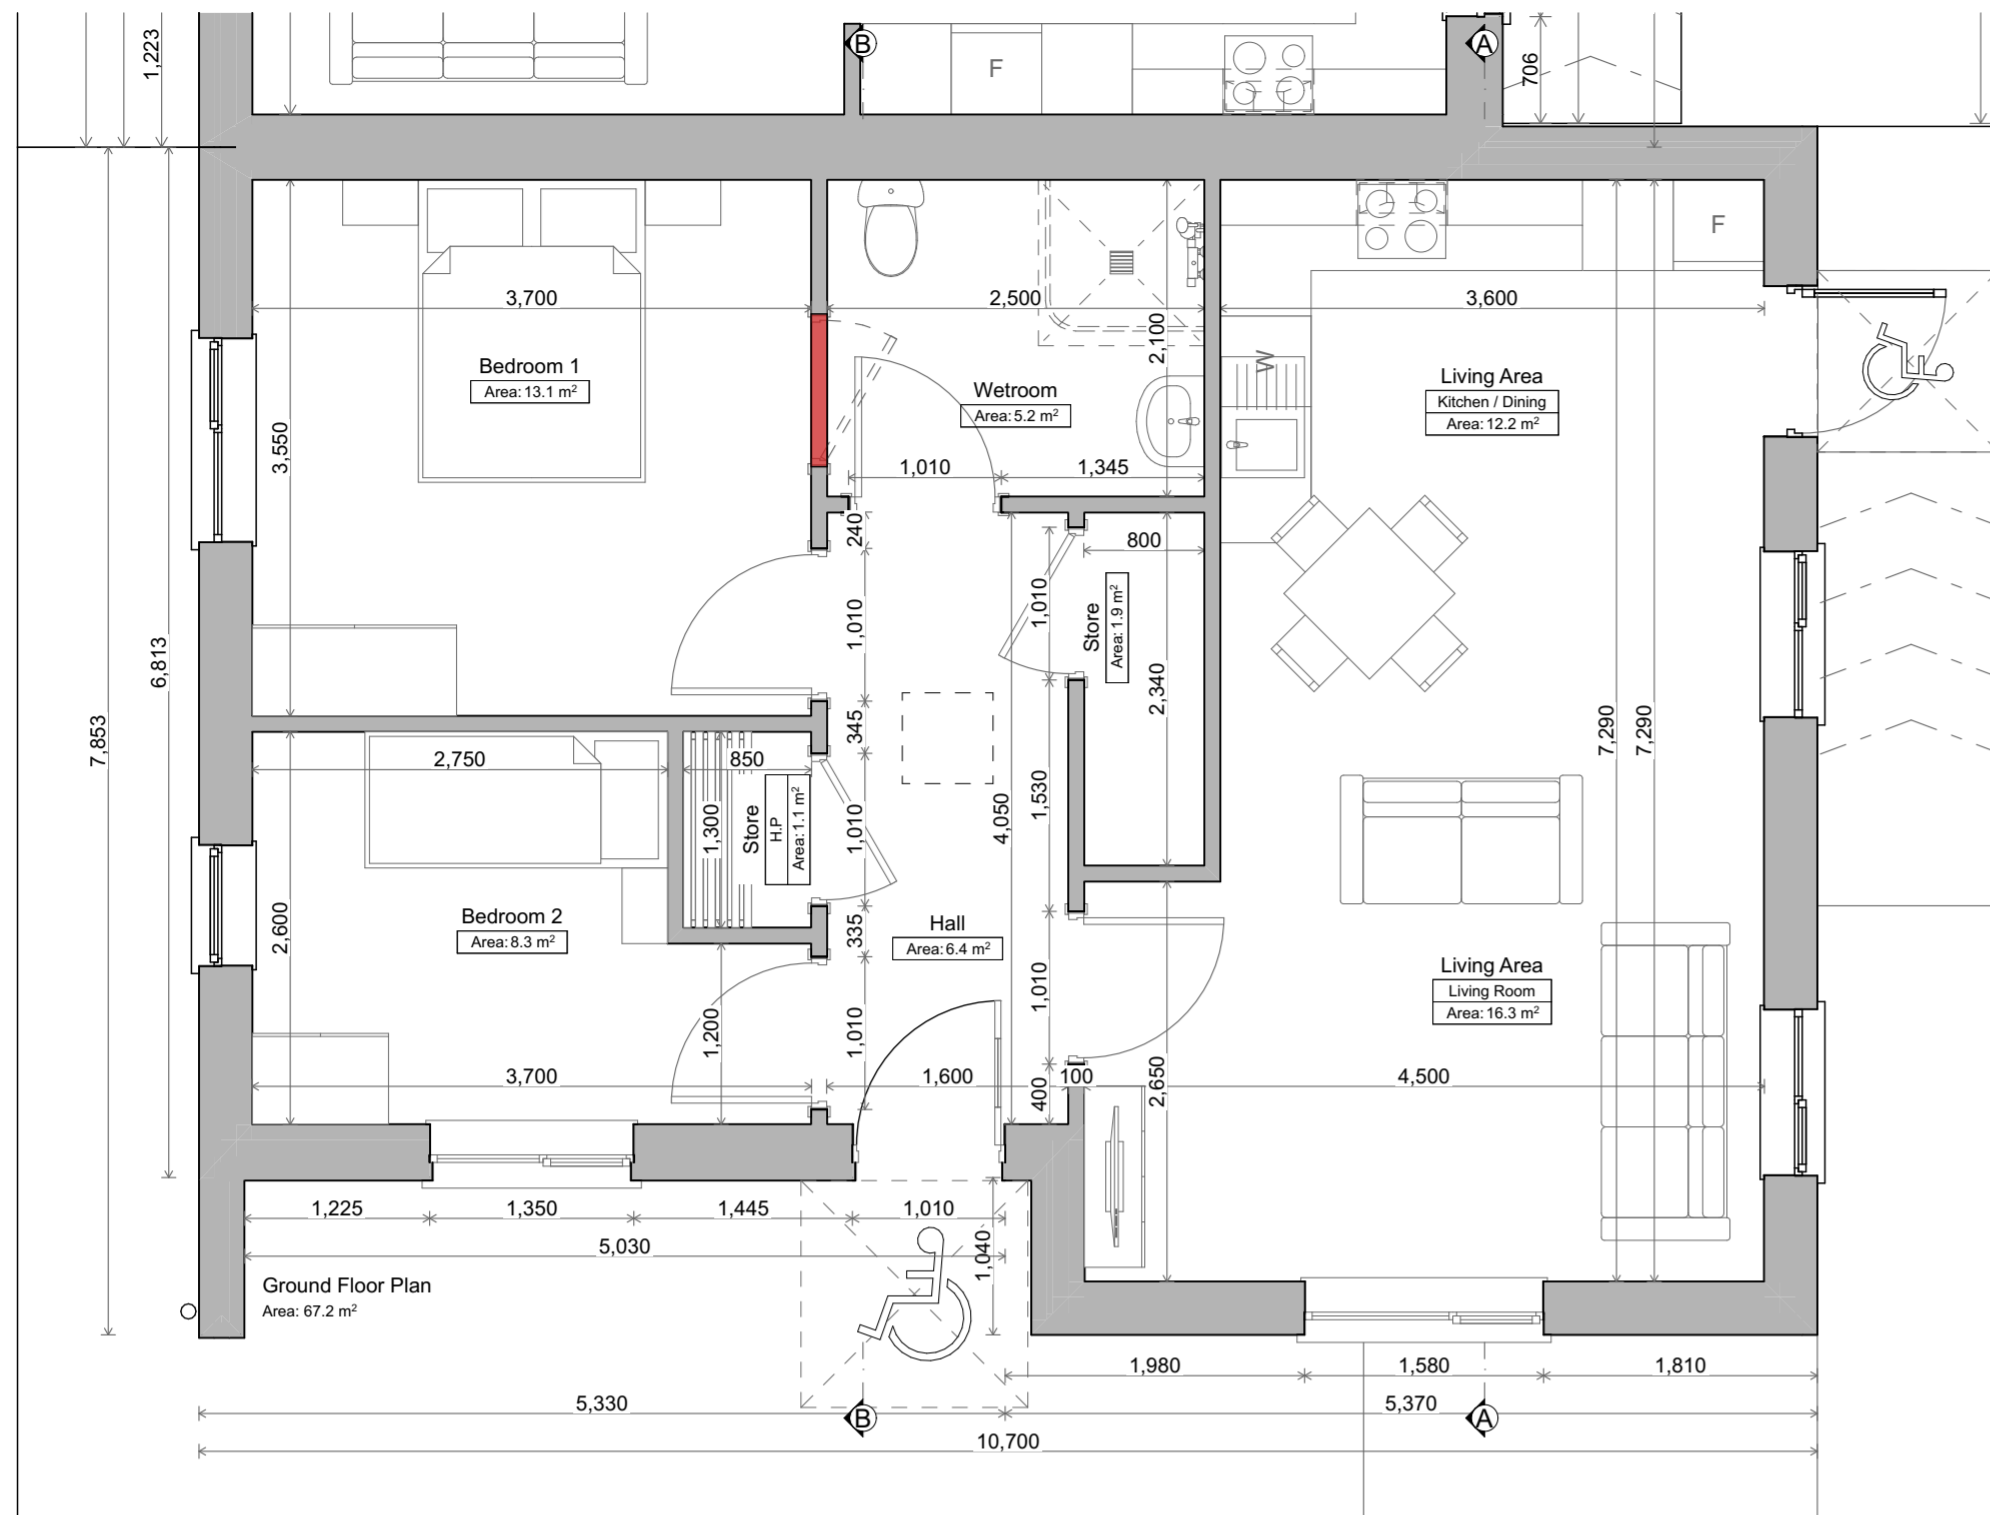 1,223
B
F
A
706
F
3,700
2,500
3,600
2,100
W
Bedroom 1
Area: 13.1 m²
Wetroom
Area: 5.2 m²
Living Area
Kitchen / Dining
Area: 12.2 m²
3,550
1,010
1,345
240
800
1,010
1,010
Store
Area: 1.9 m²
6,813
2,340
7,853
345
7,290
7,290
2,750
850
1,300
Store
H.P
Area: 1.1 m²
1,010
4,050
1,530
2,600
Bedroom 2
Area: 8.3 m²
335
Hall
Area: 6.4 m²
Living Area
Living Room
Area: 16.3 m²
1,200
1,010
1,010
3,700
1,600
100
400
2,650
4,500
1,225
1,350
1,445
1,010
5,030
1,040
Ground Floor Plan
Area: 67.2 m²
1,980
1,580
1,810
5,330
B
5,370
A
10,700